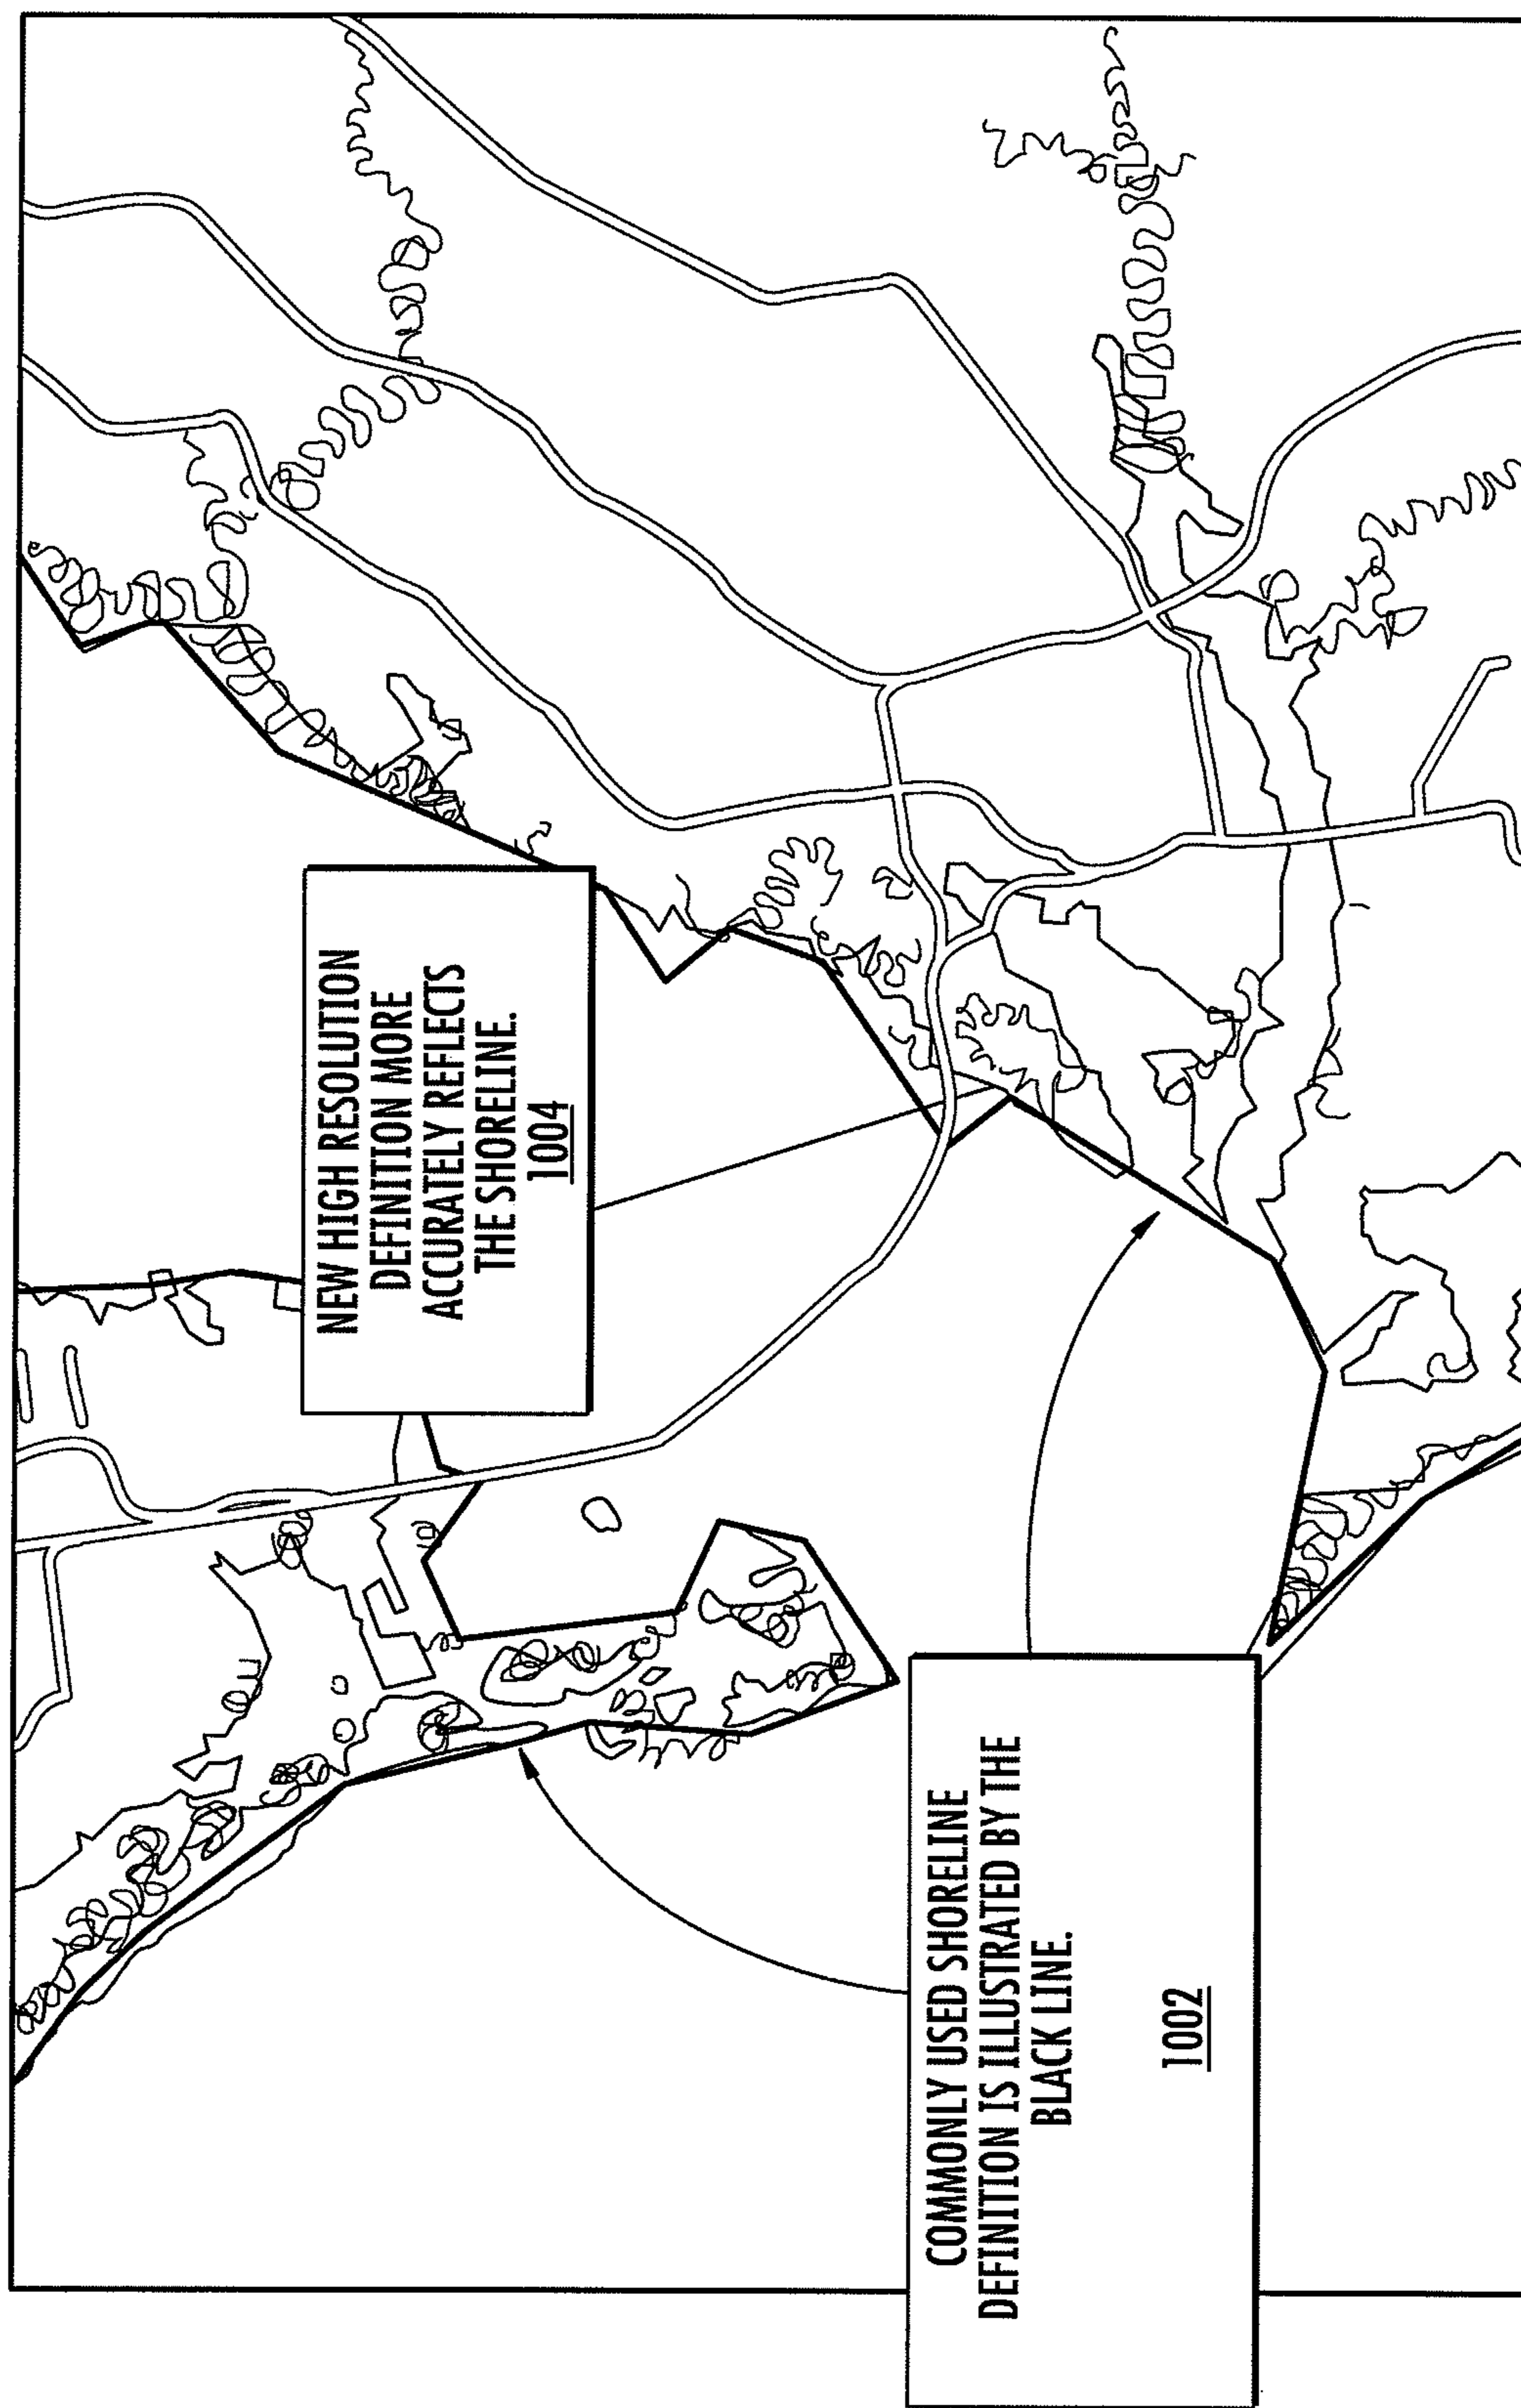 NEW HIGH RESOLUTION
DEFINITION MORE
ACCURATELY REFLECTS
THE SHORELINE.
1004
COMMONLY USED SHORELINE
DEFINITION IS ILLUSTRATED BY THE
BLACK LINE.
1002